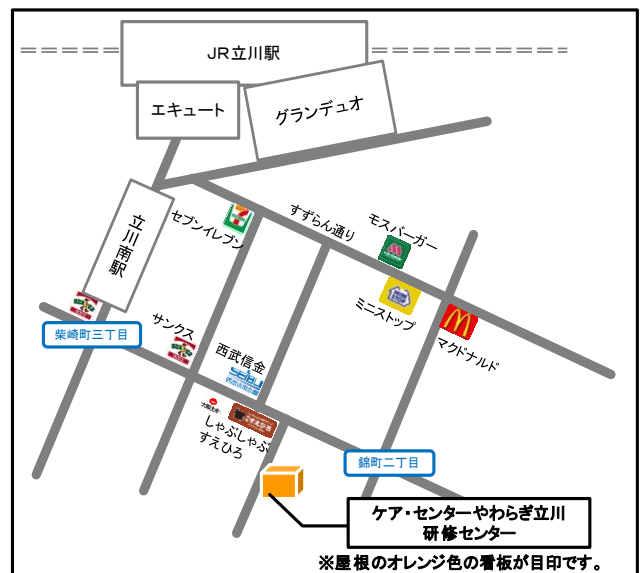 JR立川駅
エキュート
グランデュオ
立川南駅
セブンイレブン
すずらん通り
モスバーガー
ミニストップ
マクドナルド
柴崎町三丁目
サンクス
西武信金
SEIBU
しゃぶしゃぶ
すえひろ
錦町二丁目
ケア・センターやわらぎ立川
研修センター
※屋根のオレンジ色の看板が目印です。